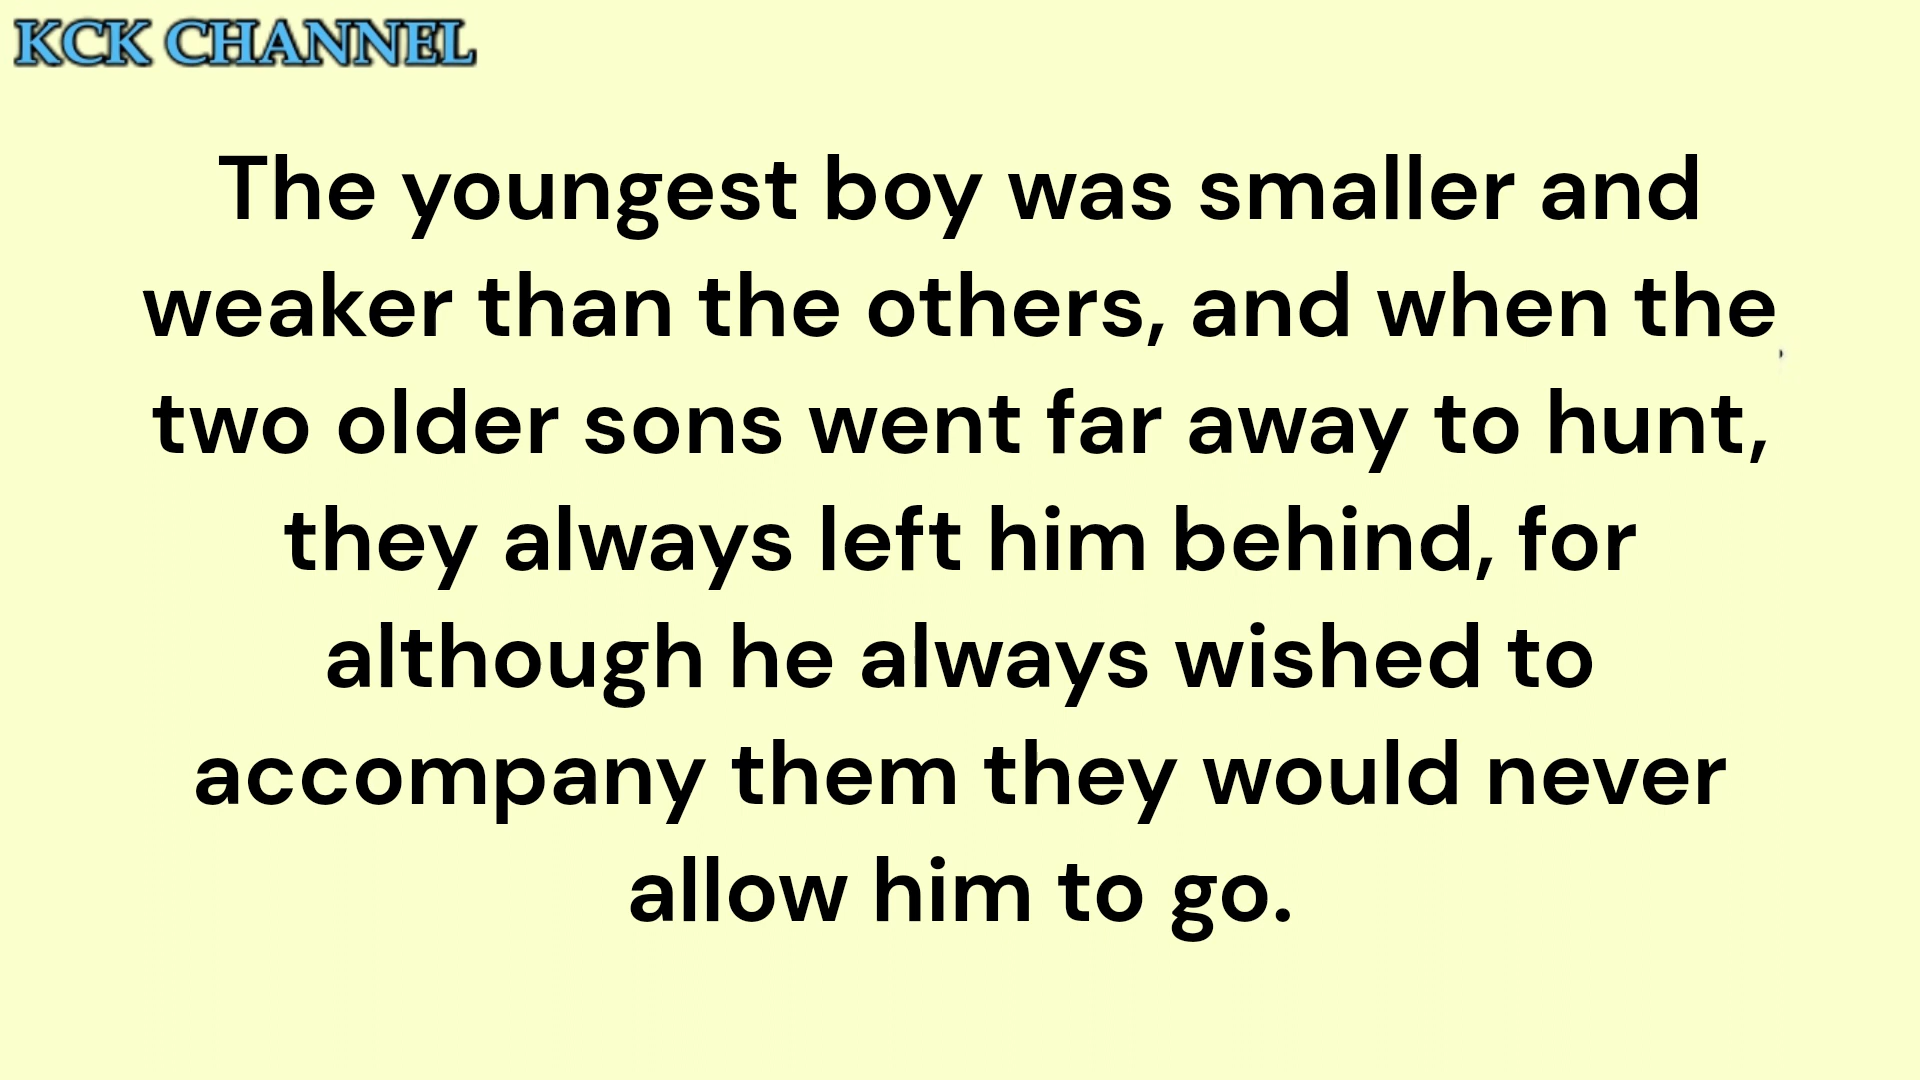 KCK CHANNEL
The youngest boy was smaller and
weaker than the others, and when the
two older sons went far away to hunt,
they always left him behind, for
although he always wished to
accompany them they would never
allow him to go.